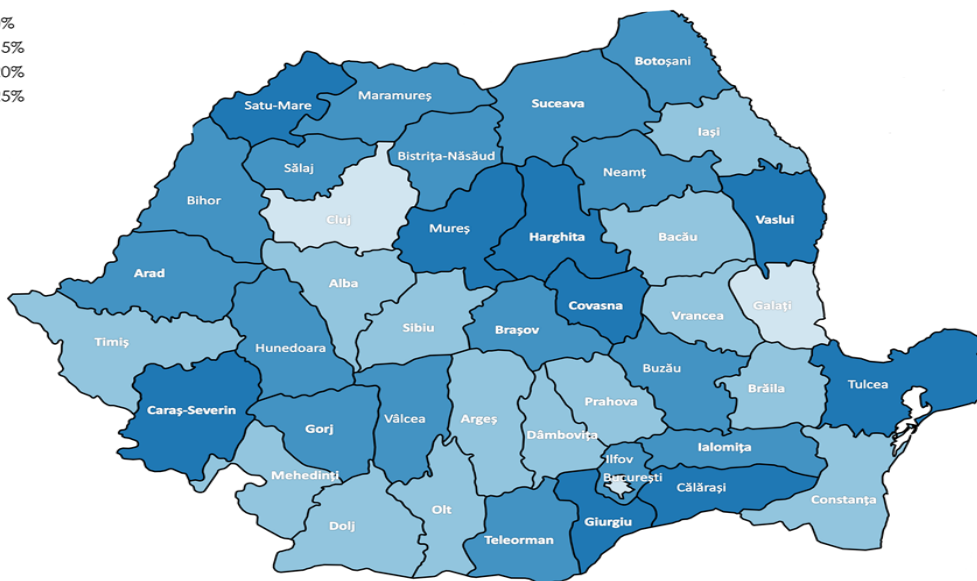 0%
5%
20%
25%
Botoșani
Satu-Mare
Maramureș
Suceava
Iași
Sălaj
Bistrița-Năsăud
Neamț
Bihor
Cluj
Mureș
Harghita
Bacău
Vaslui
Arad
Alba
Covasna
Vrancea
Galați
Timiș
Hunedoara
Sibiu
Brașov
Buzău
Brăila
Tulcea
Caraș-Severin
Gorj
Vâlcea
Argeș
Prahova
Dâmbovița
Ilfov
Ialomița
Mehedinți
București
Călărași
Constanța
Dolj
Olt
Giurgiu
Teleorman